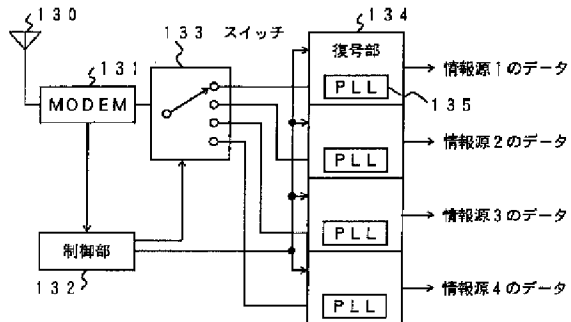 130
133 スイッチ
134
131
復号部
情報源1のデータ
MODEM
PLL
135
情報源2のデータ
PLL
情報源3のデータ
制御部
PLL
132
情報源4のデータ
PLL